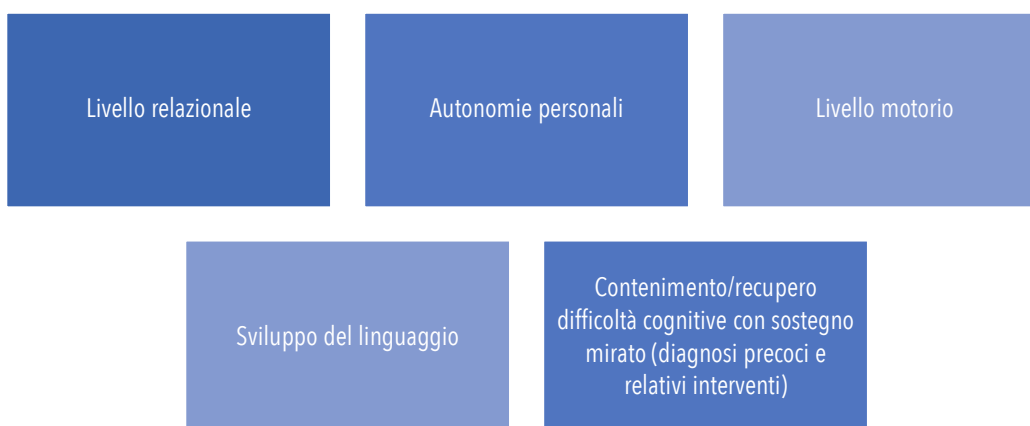 Livello relazionale
Autonomie personali
Livello motorio
Sviluppo del linguaggio
Contenimento/recupero
difficoltà cognitive con sostegno
mirato (diagnosi precoci e
relativi interventi)